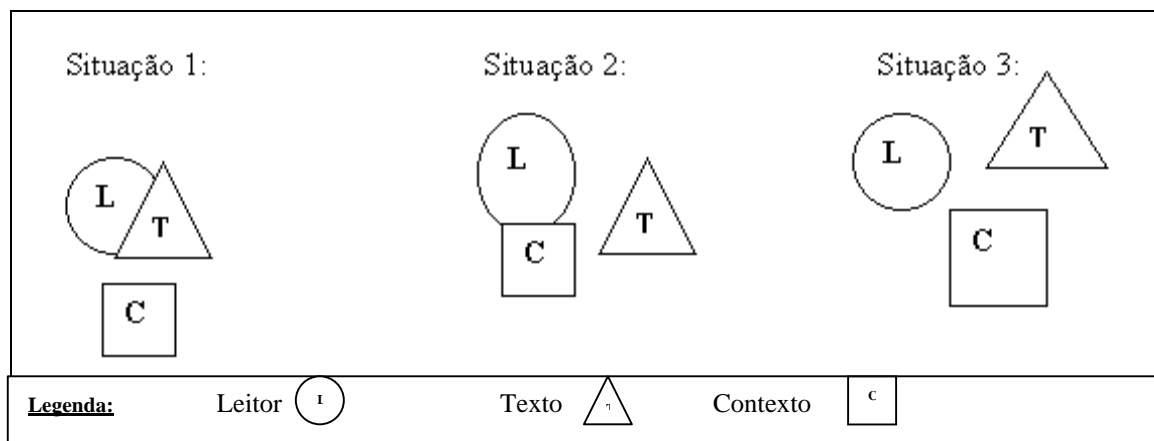 Situação 1:
Situação 2:
Situação 3:
L
T
C
L
C
T
L
T
C
Legenda:
Leitor
Texto
Contexto
C